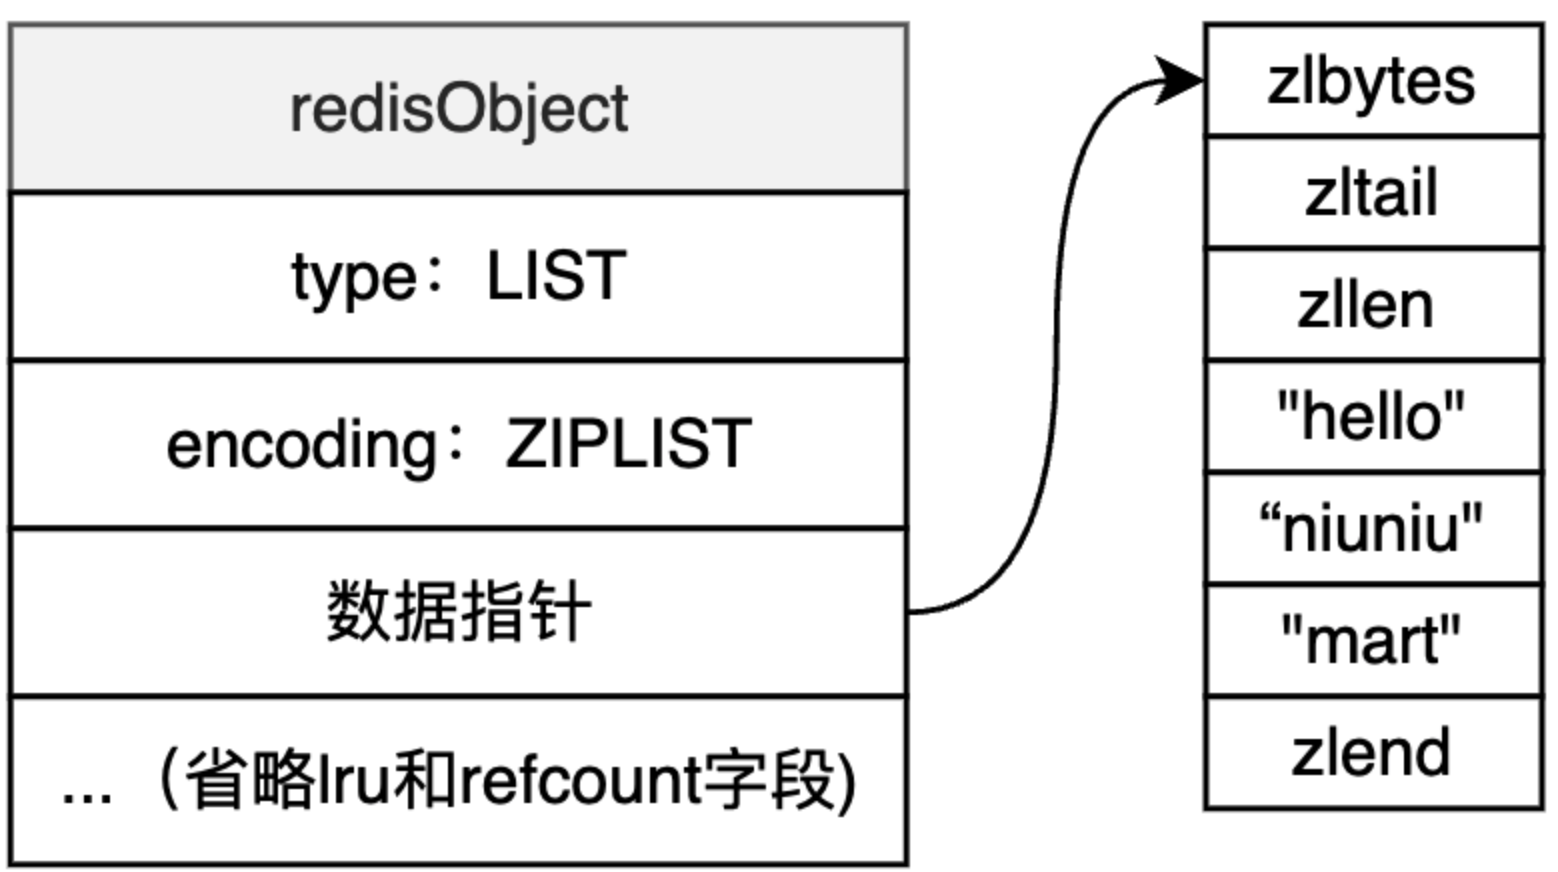 redisObject
type：LIST
encoding：ZIPLIST
数据指针
...（省略lru和refcount字段)
zlbytes
zltail
zllen
"hello"
“niuniu"
"mart"
zlend